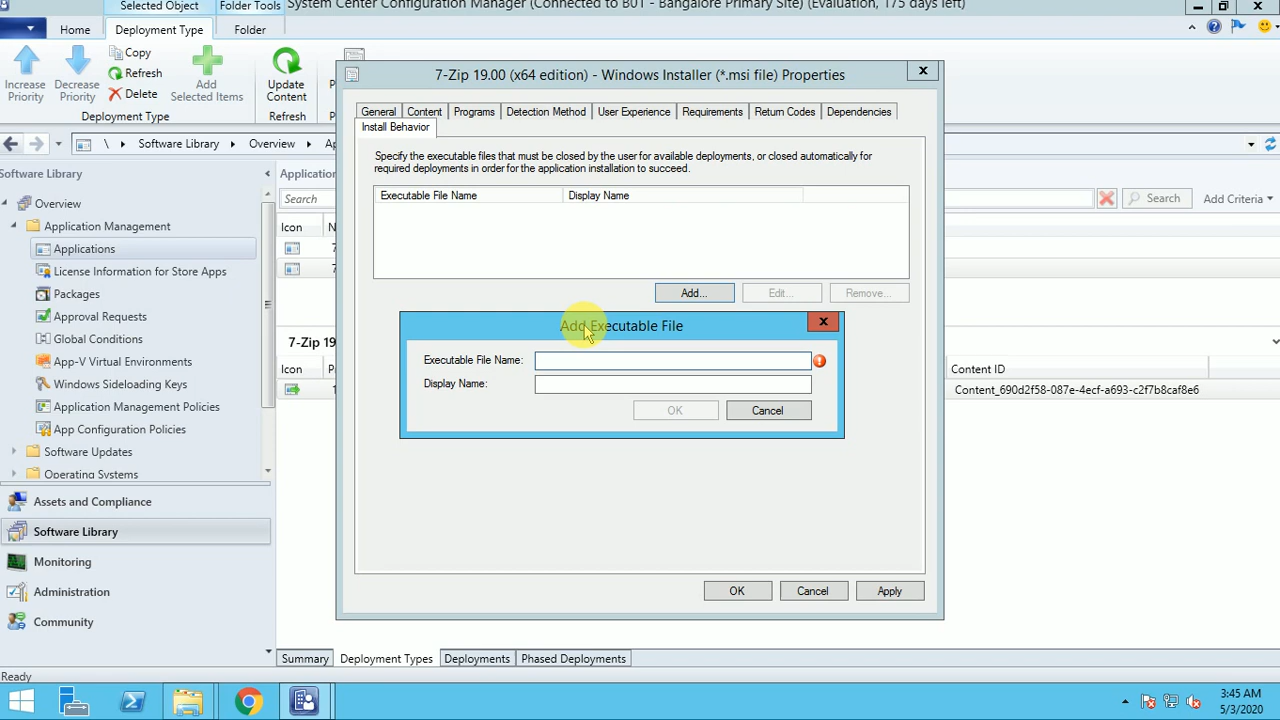 Selected Object Folder Tools System Center Configuration Manager (Connected to BUT - Bangalore Primary Site) (Evaluation, 175 days left)
Home Deployment Type Folder
Increase Priority
Decrease Priority
Copy
Refresh
Delete
Add Selected Items
Update Content
Deployment Type Refresh
\ Software Library Overview
Software Library
Overview
Application Management
Applications
License Information for Store Apps
Packages
Approval Requests
Global Conditions
App-V Virtual Environments
Windows Sideloading Keys
Application Management Policies
App Configuration Policies
Software Updates
Operating Systems
Assets and Compliance
Software Library
Monitoring
Administration
Community
Search
Search Add Criteria
Icon
7-Zip 19
Icon
Content ID
Content_690d2f58-087e-4ecf-a693-c2f7b8caf8e6
7-Zip 19.00 (x64 edition) - Windows Installer (*.msi file) Properties
General Content Programs Detection Method User Experience Requirements Return Codes Dependencies
Install Behavior
Specify the executable files that must be closed by the user for available deployments, or closed automatically for
required deployments in order for the application installation to succeed.
Executable File Name Display Name
Add... Edit... Remove...
Add Executable File
Executable File Name:
Display Name:
OK Cancel
OK Cancel Apply
Summary Deployment Types Deployments Phased Deployments
Ready
3:45 AM
5/3/2020